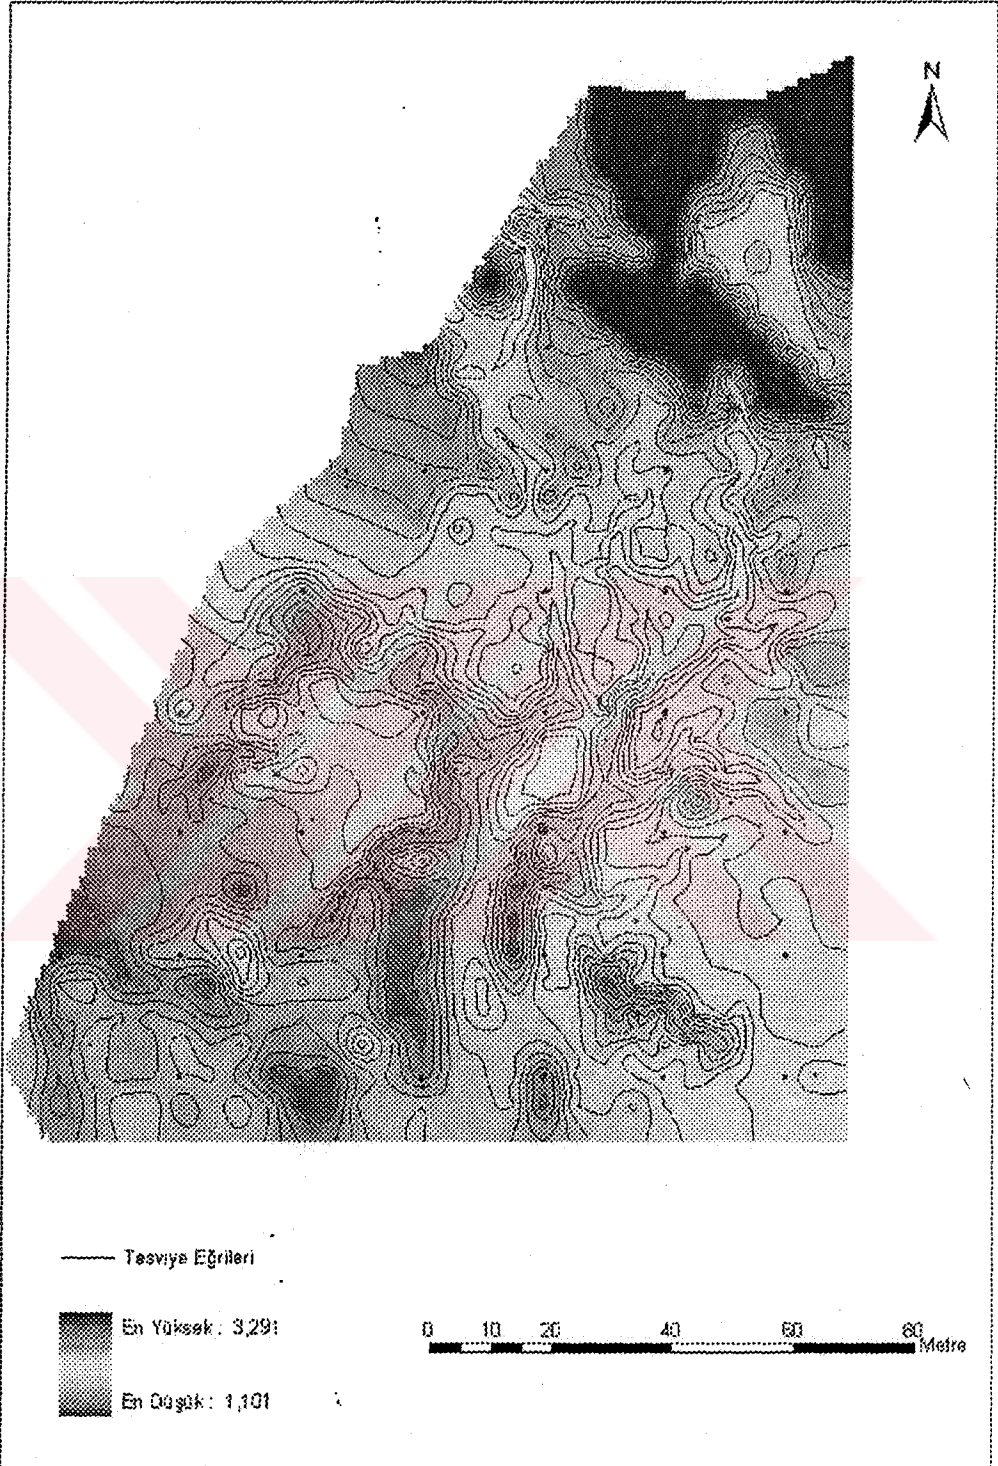 N
Tesviye Eğrileri
En Yüksek : 3,291
En Düşük : 1,101
0 10 20 40 60 80
Metre